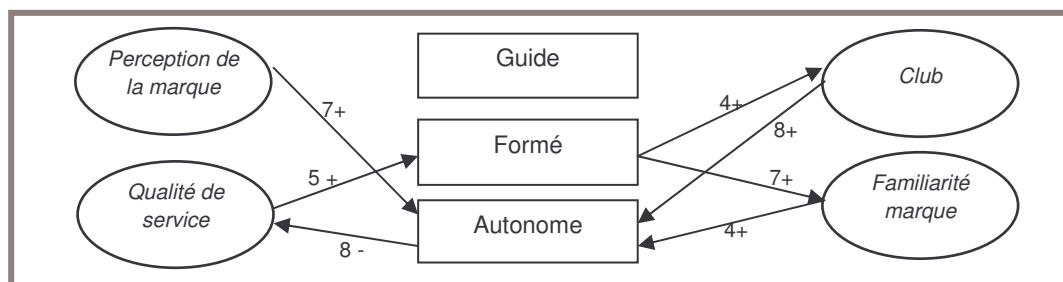 Perception de
la marque
Guide
Club
7+
4+
8+
Formé
Qualité de
service
5 +
7+
Familiarité
marque
Autonome
8 -
4+